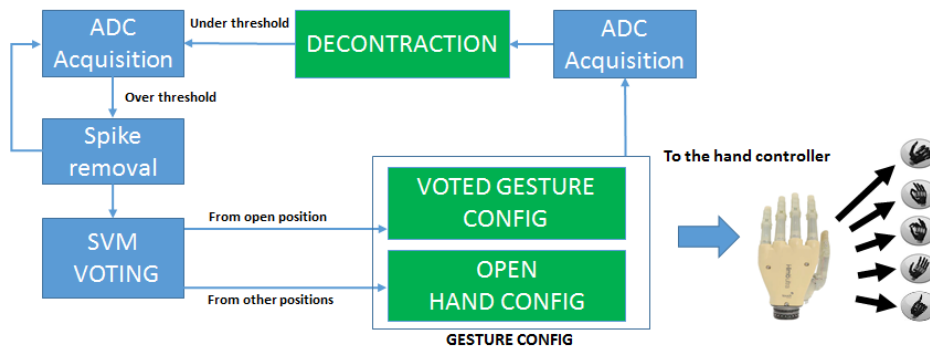 ADC
Acquisition
Under threshold
DECONTRACTION
ADC
Acquisition
Over threshold
Spike
removal
To the hand controller
SVM
VOTING
From open position
From other positions
VOTED GESTURE
CONFIG
OPEN
HAND CONFIG
GESTURE CONFIG